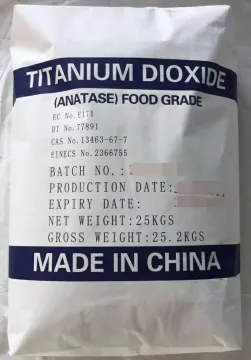 TITANIUM DIOXIDE
(ANATASE) FOOD GRADE
EC No.E171
DI No.77891
CAS No.13463-67-7
EINECS No.2366755
BATCH NO.:
PRODUCTION DATE:
EXPIRY DATE:
NET WEIGHT:25KGS
GROSS WEIGHT:25.2KGS
MADE IN CHINA